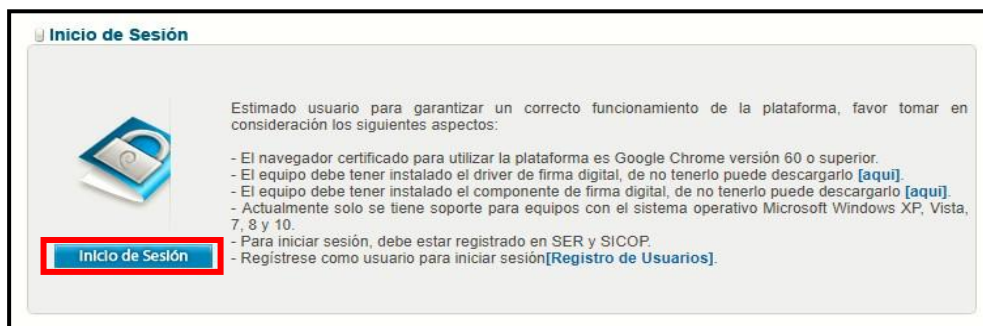 Inicio de Sesión
Estimado usuario para garantizar un correcto funcionamiento de la plataforma, favor tomar en
consideración los siguientes aspectos:
- El navegador certificado para utilizar la plataforma es Google Chrome versión 60 o superior.
- El equipo debe tener instalado el driver de firma digital, de no tenerlo puede descargarlo [aquí].
- El equipo debe tener instalado el componente de firma digital, de no tenerlo puede descargarlo [aquí].
- Actualmente solo se tiene soporte para equipos con el sistema operativo Microsoft Windows XP, Vista,
7, 8 y 10.
- Para iniciar sesión, debe estar registrado en SER y SICOP.
- Regístrese como usuario para iniciar sesión[Registro de Usuarios].
Inicio de Sesión